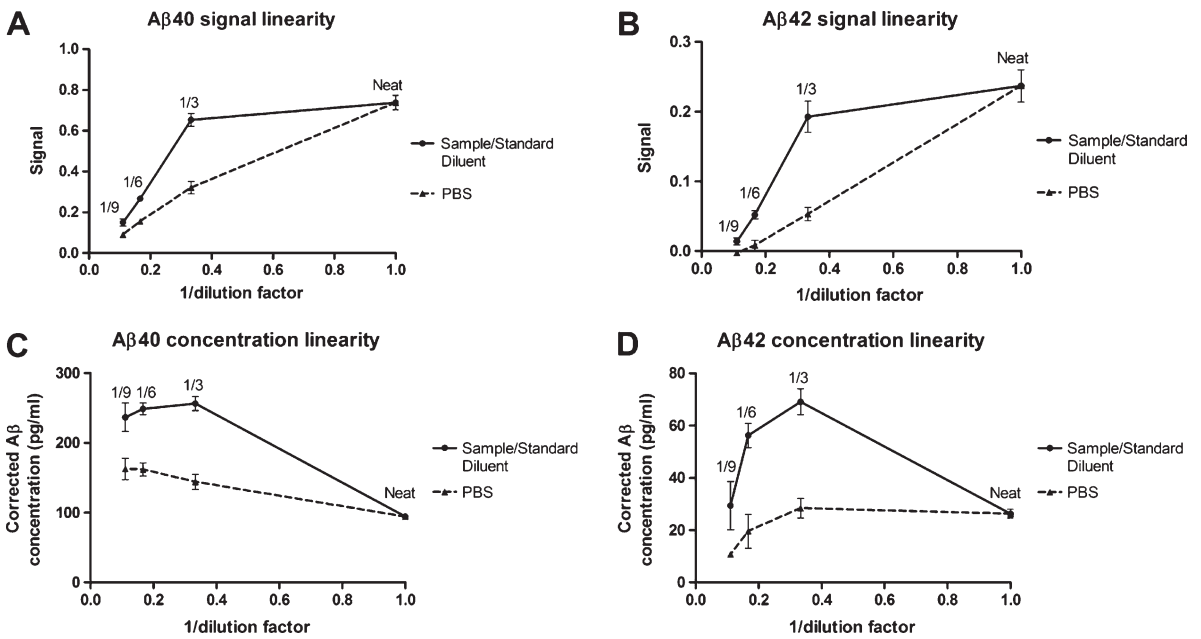 A
Aβ40 signal linearity
1.0
0.8
0.6
0.4
0.2
0.0
Signal
Neat
1/3
1/6
1/9
0.0 0.2 0.4 0.6 0.8 1.0
1/dilution factor
Sample/Standard
Diluent
PBS
B
Aβ42 signal linearity
0.3
0.2
0.1
0.0
Signal
Neat
1/3
1/6
1/9
0.0 0.2 0.4 0.6 0.8 1.0
1/dilution factor
Sample/Standard
Diluent
PBS
C
Aβ40 concentration linearity
300
200
100
0
Corrected Aβ
concentration (pg/ml)
1/9 1/6 1/3
Neat
0.0 0.2 0.4 0.6 0.8 1.0
1/dilution factor
Sample/Standard
Diluent
PBS
D
Aβ42 concentration linearity
80
60
40
20
0
Corrected Aβ
concentration (pg/ml)
1/3
1/6
1/9
Neat
0.0 0.2 0.4 0.6 0.8 1.0
1/dilution factor
Sample/Standard
Diluent
PBS